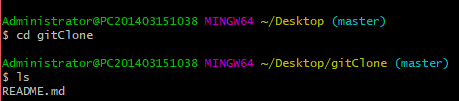 Administrator@PC201403151038 MINGW64 ~/Desktop (master)
$ cd gitClone
Administrator@PC201403151038 MINGW64 ~/Desktop/gitClone (master)
$ ls
README.md